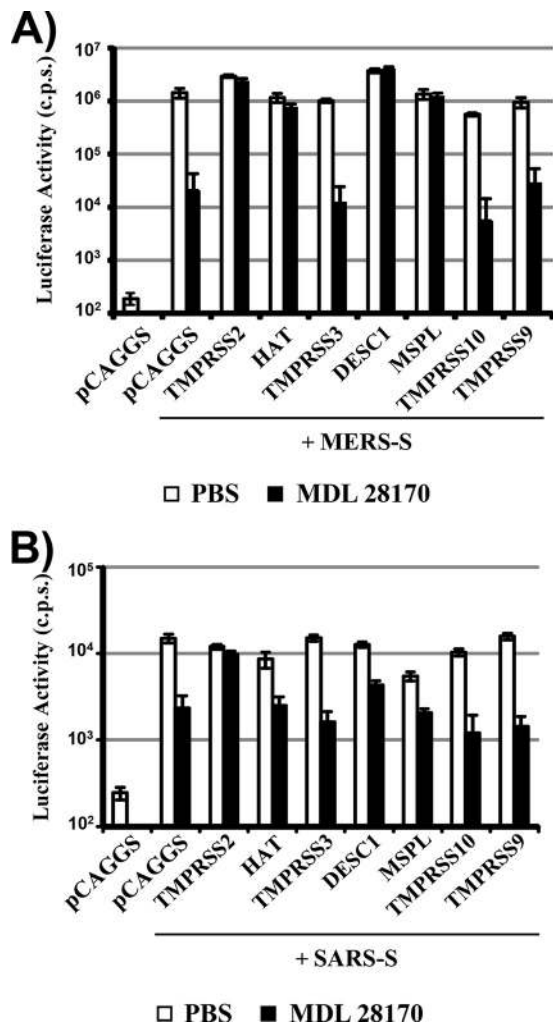 A)
Luciferase Activity (c.p.s.)
10⁷
10⁶
10⁵
10⁴
10³
10²
pCAGGS
pCAGGS
TMPRSS2
HAT
TMPRSS3
DESC1
MSPL
TMPRSS10
TMPRSS9
+ MERS-S
PBS MDL 28170
B)
Luciferase Activity (c.p.s.)
10⁵
10⁴
10³
10²
pCAGGS
pCAGGS
TMPRSS2
HAT
TMPRSS3
DESC1
MSPL
TMPRSS10
TMPRSS9
+ SARS-S
PBS MDL 28170